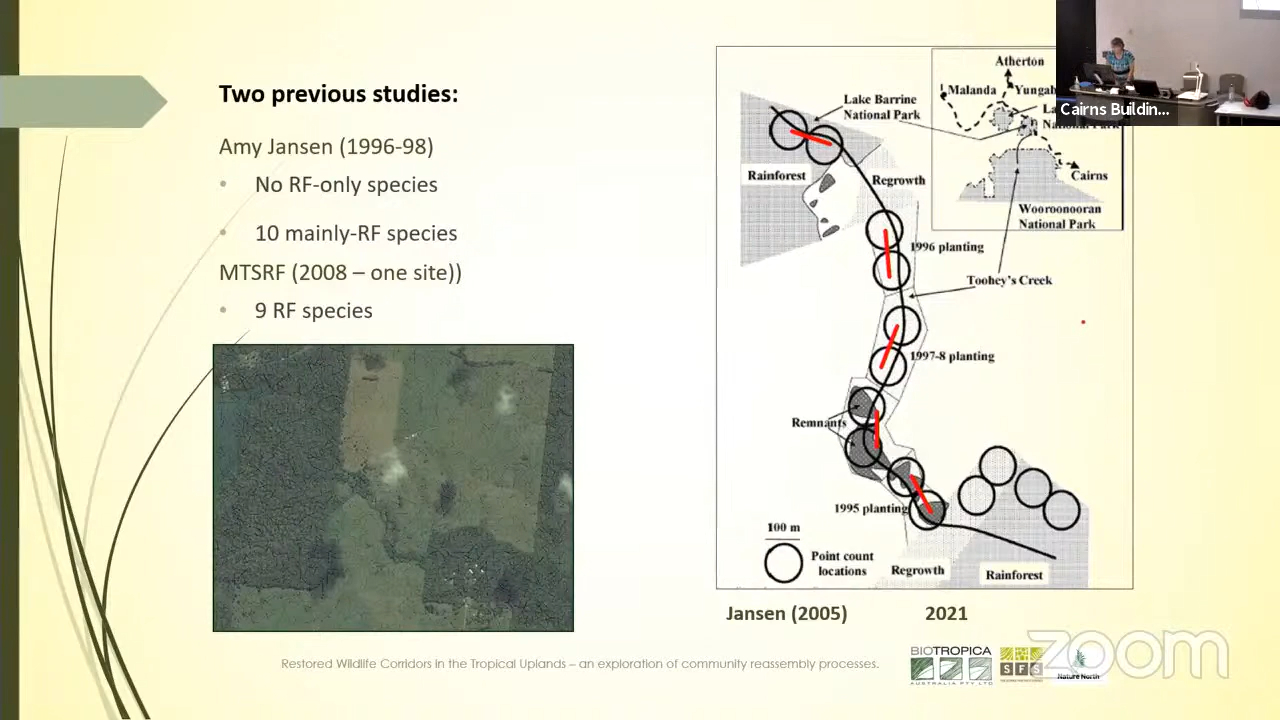 Two previous studies:
Amy Jansen (1996-98)
• No RF-only species
• 10 mainly-RF species
MTSRF (2008 – one site))
• 9 RF species
Atherton
Malanda
Yungab
Lake Barrine
National Park
La
National Park
Cairns
Wooroonooran
National Park
Cairns Buildin...
Rainforest
Regrowth
1996 planting
Toohey's Creek
1997-8 planting
Remnants
1995 planting
100 m
Point count
locations
Regrowth
Rainforest
Jansen (2005)
2021
Restored Wildlife Corridors in the Tropical Uplands – an exploration of community reassembly processes.
BIOTROPICA
AUSTRALIA PTY LTD
SFS
Nature North
zoom